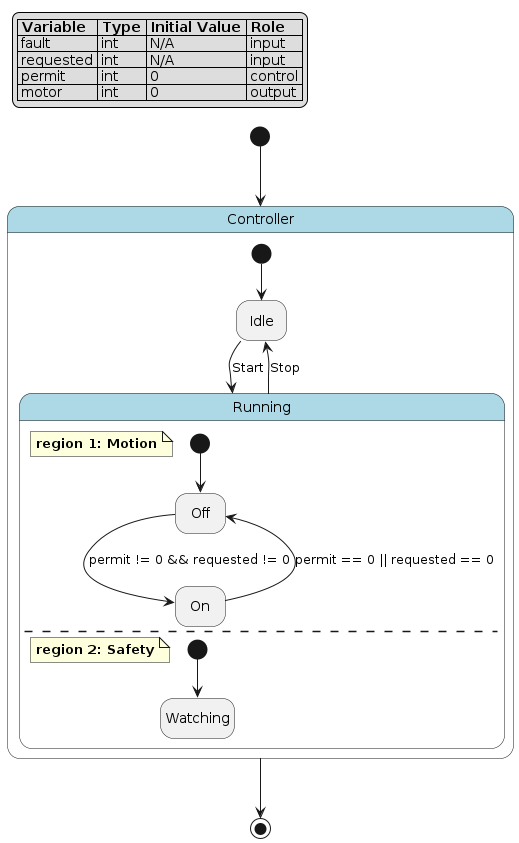 Variable Type Initial Value Role
fault int N/A input
requested int N/A input
permit int 0 control
motor int 0 output
Controller
Idle
Start Stop
Running
region 1: Motion
Off
permit != 0 && requested != 0 permit == 0 || requested == 0
On
region 2: Safety
Watching